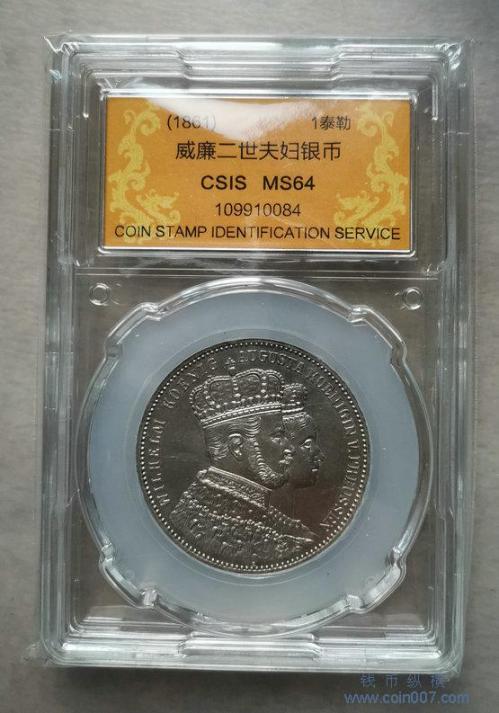 (1861) 1泰勒
威廉二世夫妇银币
CSIS MS64
109910084
COIN STAMP IDENTIFICATION SERVICE
WILHELM KOENIG AUGUSTA KOENIGIN V. PREUSSEN
A
钱币纵横
www.coin007.com